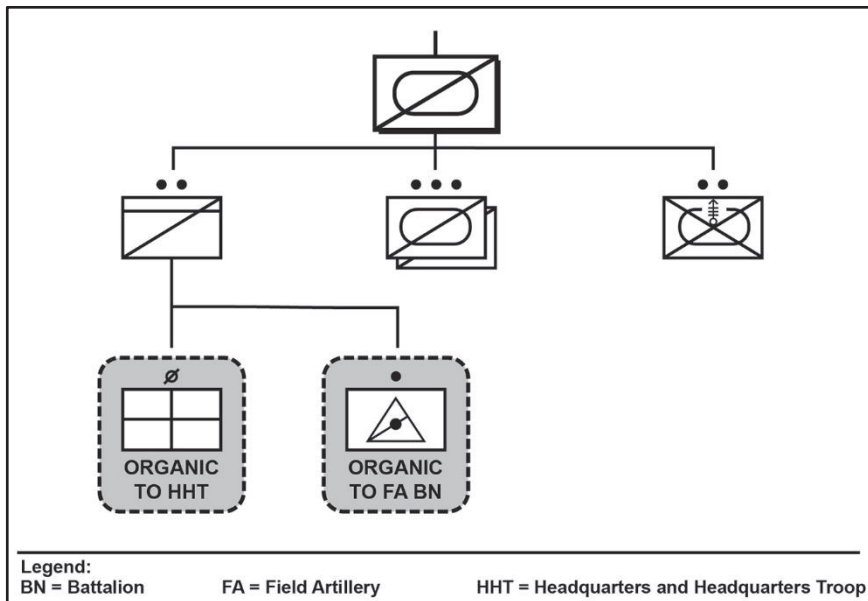 ORGANIC
TO HHT
ORGANIC
TO FA BN
Legend:
BN = Battalion FA = Field Artillery HHT = Headquarters and Headquarters Troop